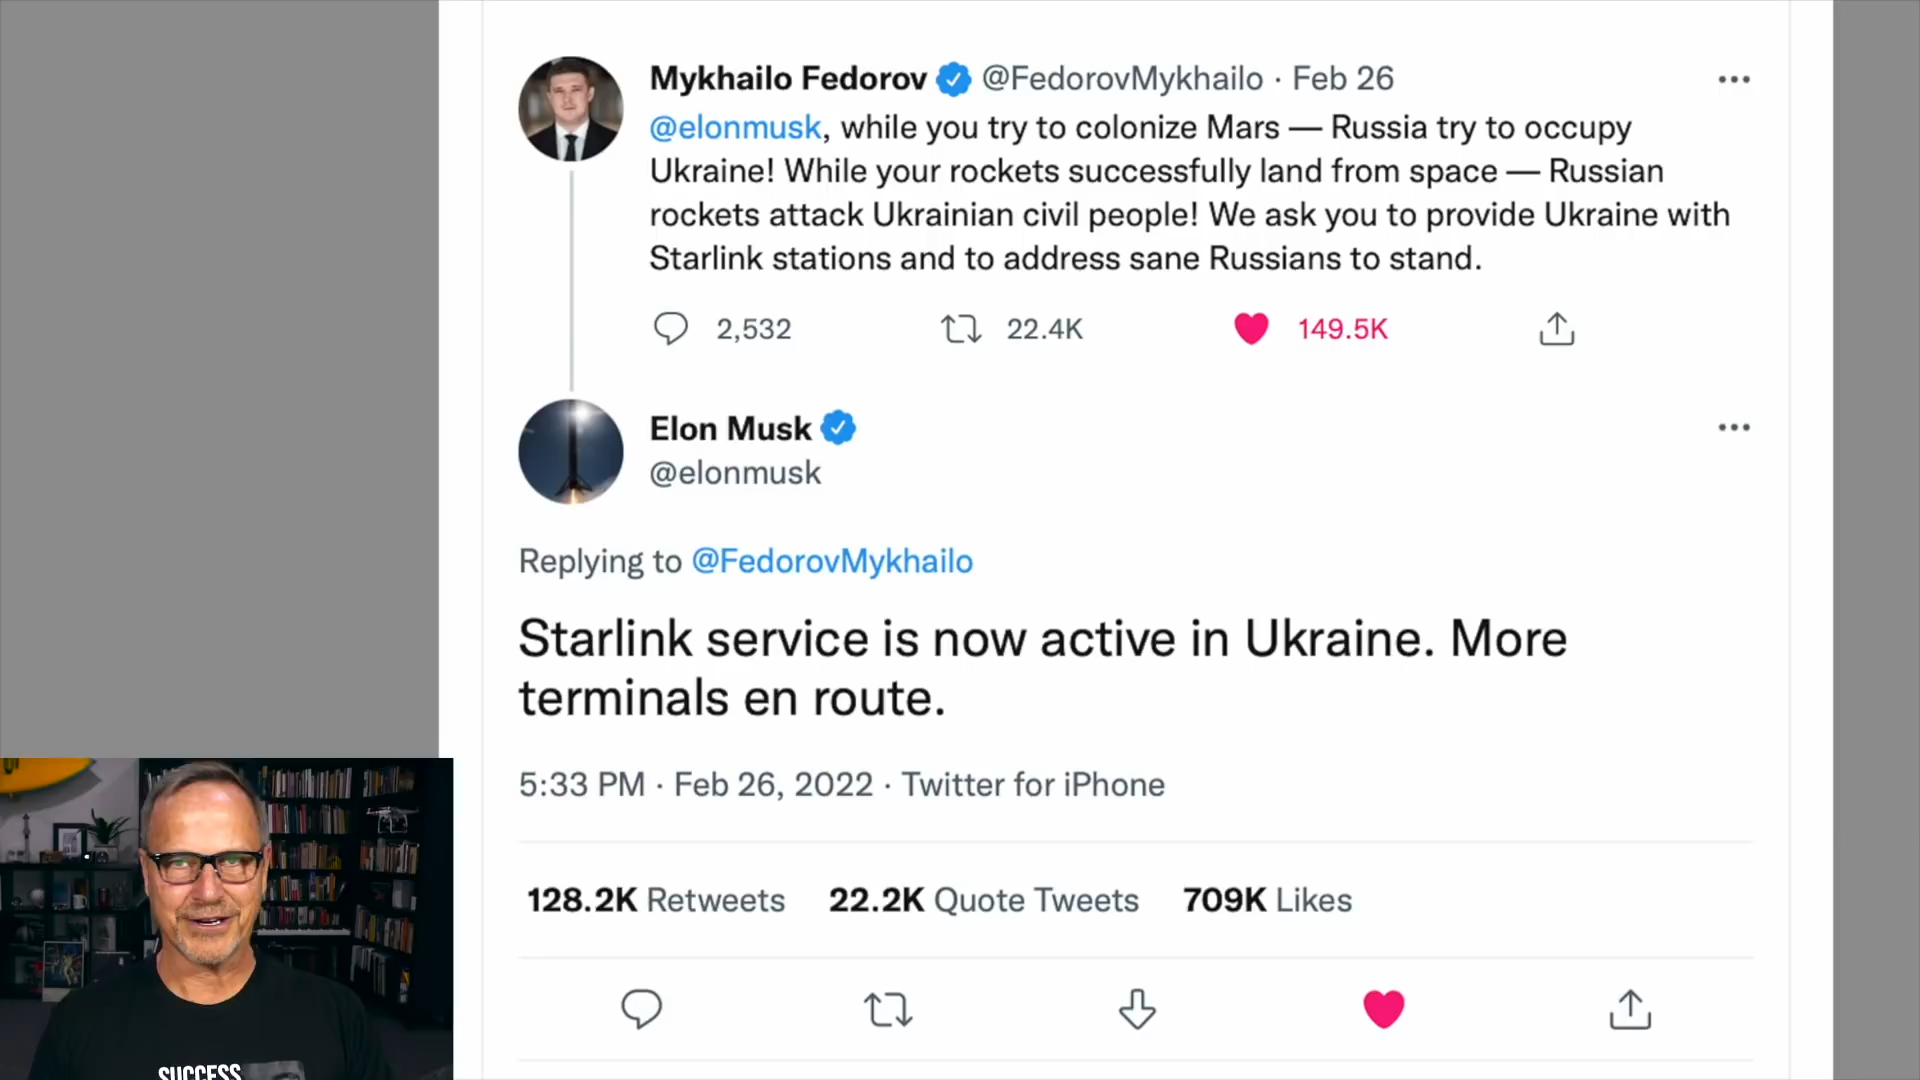 Mykhailo Fedorov @FedorovMykhailo · Feb 26
@elonmusk, while you try to colonize Mars — Russia try to occupy
Ukraine! While your rockets successfully land from space — Russian
rockets attack Ukrainian civil people! We ask you to provide Ukraine with
Starlink stations and to address sane Russians to stand.
2,532 22.4K 149.5K
Elon Musk
@elonmusk
Replying to @FedorovMykhailo
Starlink service is now active in Ukraine. More
terminals en route.
5:33 PM · Feb 26, 2022 · Twitter for iPhone
128.2K Retweets 22.2K Quote Tweets 709K Likes
SUCCESS